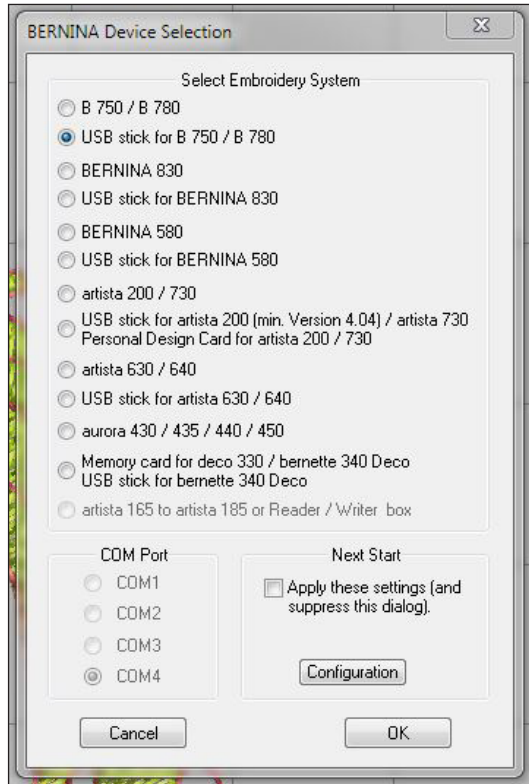 BERNINA Device Selection
Select Embroidery System
B 750 / B 780
USB stick for B 750 / B 780
BERNINA 830
USB stick for BERNINA 830
BERNINA 580
USB stick for BERNINA 580
artista 200 / 730
USB stick for artista 200 (min. Version 4.04) / artista 730
Personal Design Card for artista 200 / 730
artista 630 / 640
USB stick for artista 630 / 640
aurora 430 / 435 / 440 / 450
Memory card for deco 330 / bernette 340 Deco
USB stick for bernette 340 Deco
artista 165 to artista 185 or Reader / Writer box
COM Port
COM1
COM2
COM3
COM4
Next Start
Apply these settings (and
suppress this dialog).
Configuration
Cancel
OK